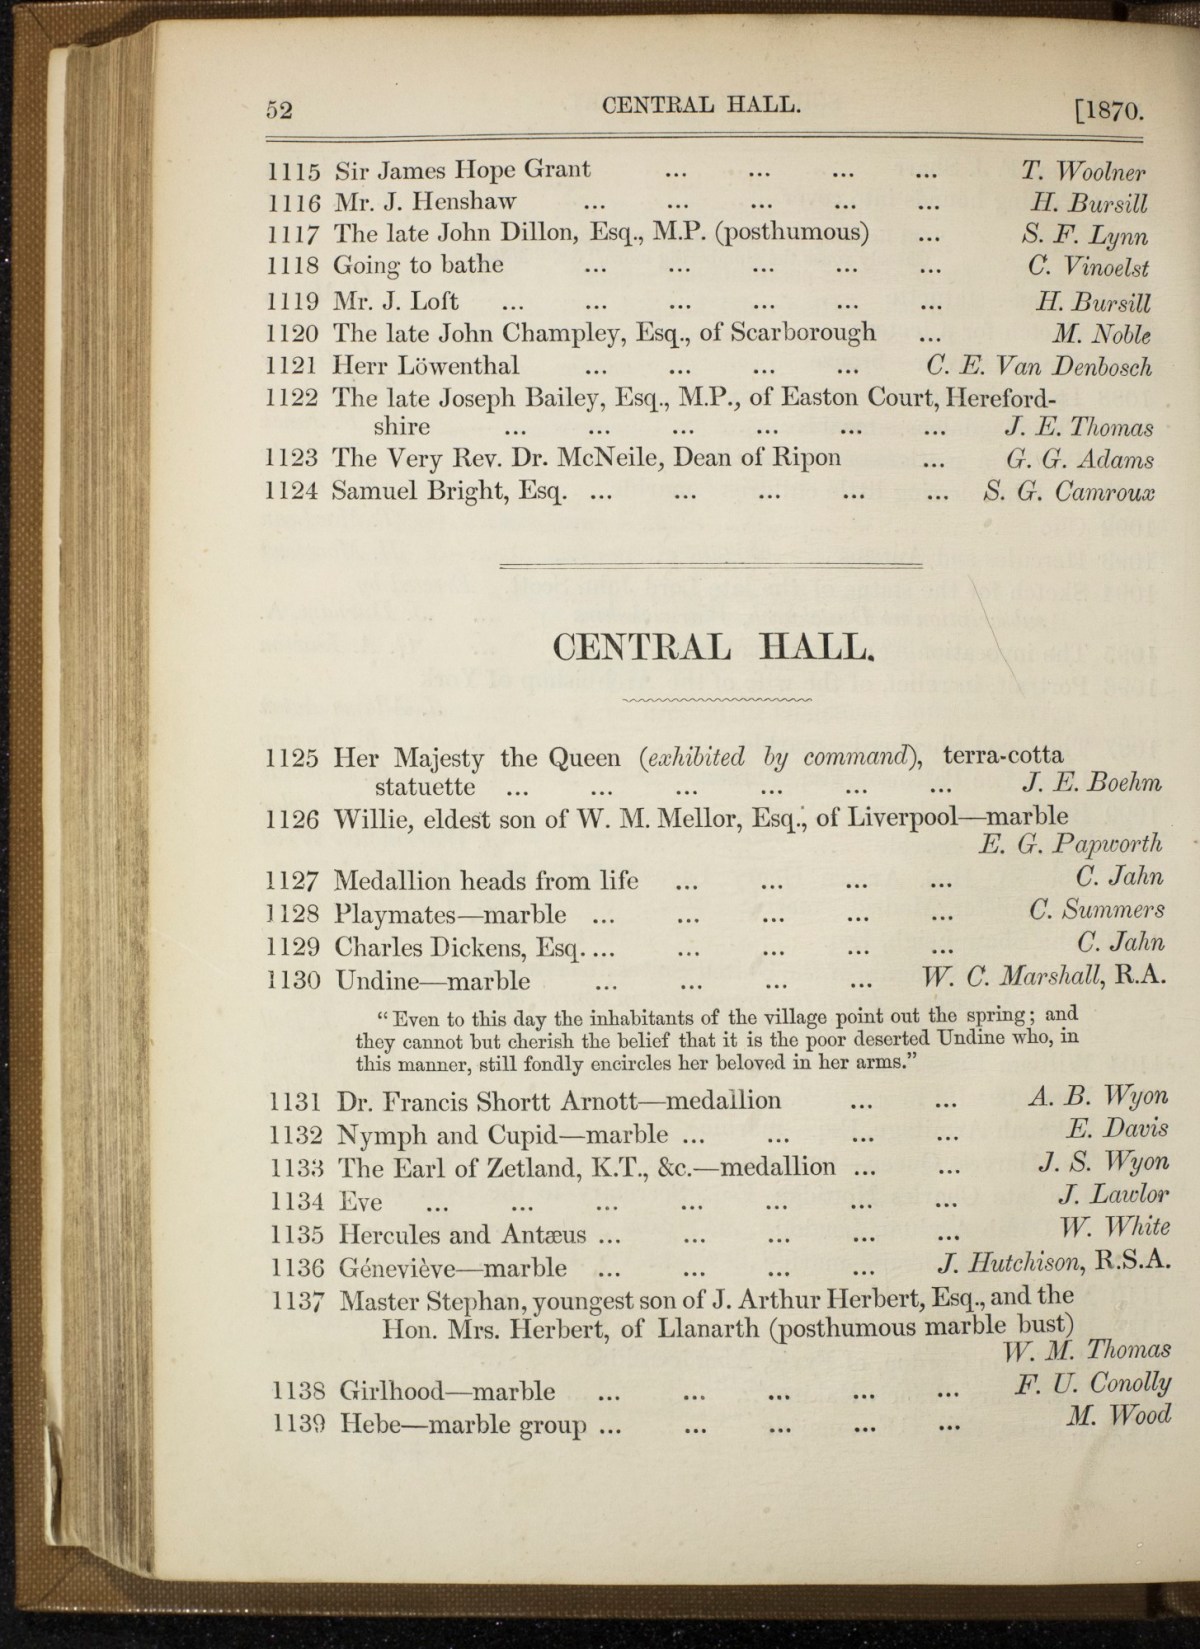 52 CENTRAL HALL. [1870.
1115 Sir James Hope Grant ... ... ... ... T. Woolner
1116 Mr. J. Henshaw ... ... ... ... ... H. Bursill
1117 The late John Dillon, Esq., M.P. (posthumous) ... S. F. Lynn
1118 Going to bathe ... ... ... ... ... C. Vinoelst
1119 Mr. J. Loft ... ... ... ... ... ... H. Bursill
1120 The late John Champley, Esq., of Scarborough ... M. Noble
1121 Herr Löwenthal ... ... ... ... C. E. Van Denbosch
1122 The late Joseph Bailey, Esq., M.P., of Easton Court, Hereford-
shire ... ... ... ... ... ... J. E. Thomas
1123 The Very Rev. Dr. McNeile, Dean of Ripon ... G. G. Adams
1124 Samuel Bright, Esq. ... ... ... ... ... S. G. Camroux
CENTRAL HALL.
1125 Her Majesty the Queen (exhibited by command), terra-cotta
statuette ... ... ... ... ... ... J. E. Boehm
1126 Willie, eldest son of W. M. Mellor, Esq., of Liverpool—marble
E. G. Papworth
1127 Medallion heads from life ... ... ... ... C. Jahn
1128 Playmates—marble ... ... ... ... ... C. Summers
1129 Charles Dickens, Esq. ... ... ... ... ... C. Jahn
1130 Undine—marble ... ... ... ... W. C. Marshall, R.A.
"Even to this day the inhabitants of the village point out the spring; and
they cannot but cherish the belief that it is the poor deserted Undine who, in
this manner, still fondly encircles her beloved in her arms."
1131 Dr. Francis Shortt Arnott—medallion ... ... A. B. Wyon
1132 Nymph and Cupid—marble ... ... ... ... E. Davis
1133 The Earl of Zetland, K.T., &c.—medallion ... ... J. S. Wyon
1134 Eve ... ... ... ... ... ... ... J. Lawlor
1135 Hercules and Antæus ... ... ... ... ... W. White
1136 Géneviève—marble ... ... ... ... J. Hutchison, R.S.A.
1137 Master Stephan, youngest son of J. Arthur Herbert, Esq., and the
Hon. Mrs. Herbert, of Llanarth (posthumous marble bust)
W. M. Thomas
1138 Girlhood—marble ... ... ... ... ... F. U. Conolly
1139 Hebe—marble group ... ... ... ... ... M. Wood